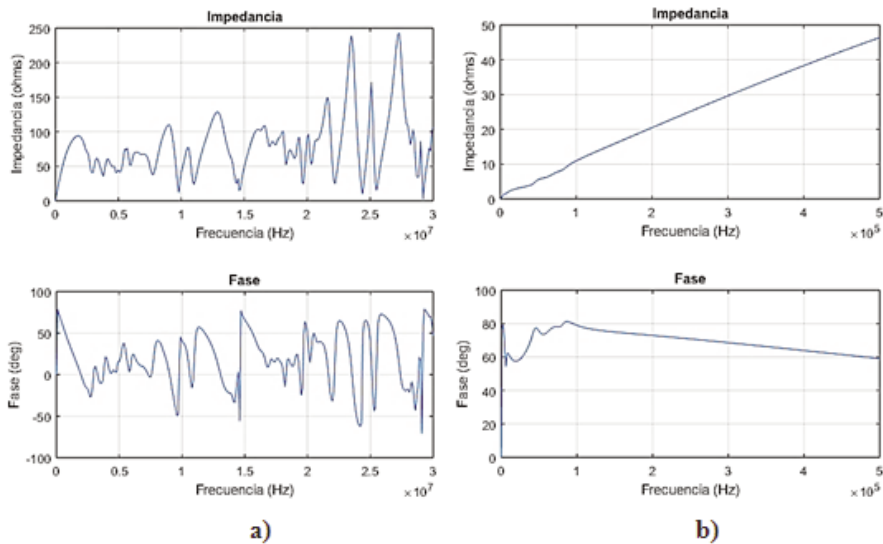 Impedancia
Impedancia (ohms)
250
200
150
100
50
0
0 0.5 1 1.5 2 2.5 3
Frecuencia (Hz)
×10⁷
Impedancia
Impedancia (ohms)
50
40
30
20
10
0
0 1 2 3 4 5
Frecuencia (Hz)
×10⁵
Fase
Fase (deg)
100
50
0
-50
-100
0 0.5 1 1.5 2 2.5 3
Frecuencia (Hz)
×10⁷
Fase
Fase (deg)
100
80
60
40
20
0
0 1 2 3 4 5
Frecuencia (Hz)
×10⁵
a)
b)